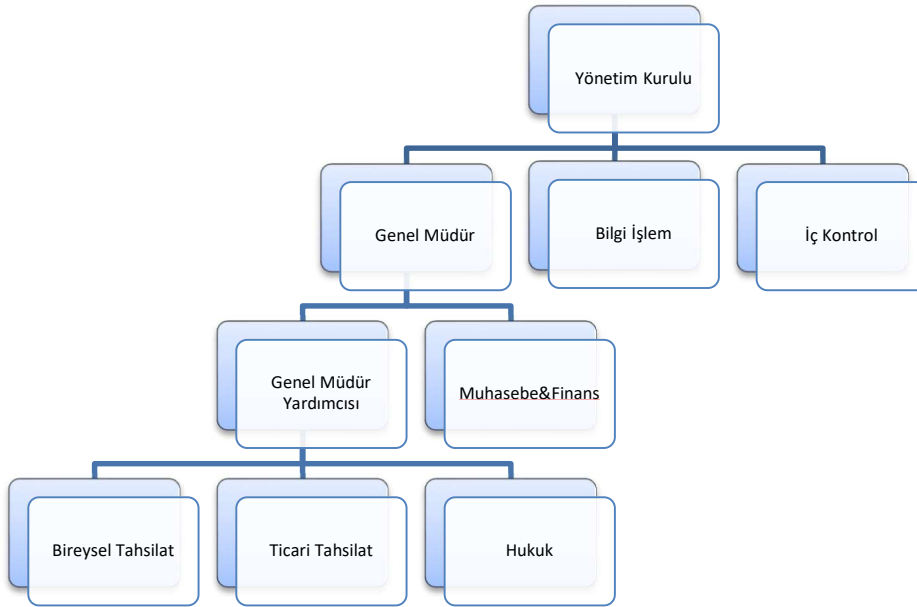 Yönetim Kurulu
Genel Müdür
Bilgi İşlem
İç Kontrol
Genel Müdür
Yardımcısı
Muhasebe&Finans
Bireysel Tahsilat
Ticari Tahsilat
Hukuk